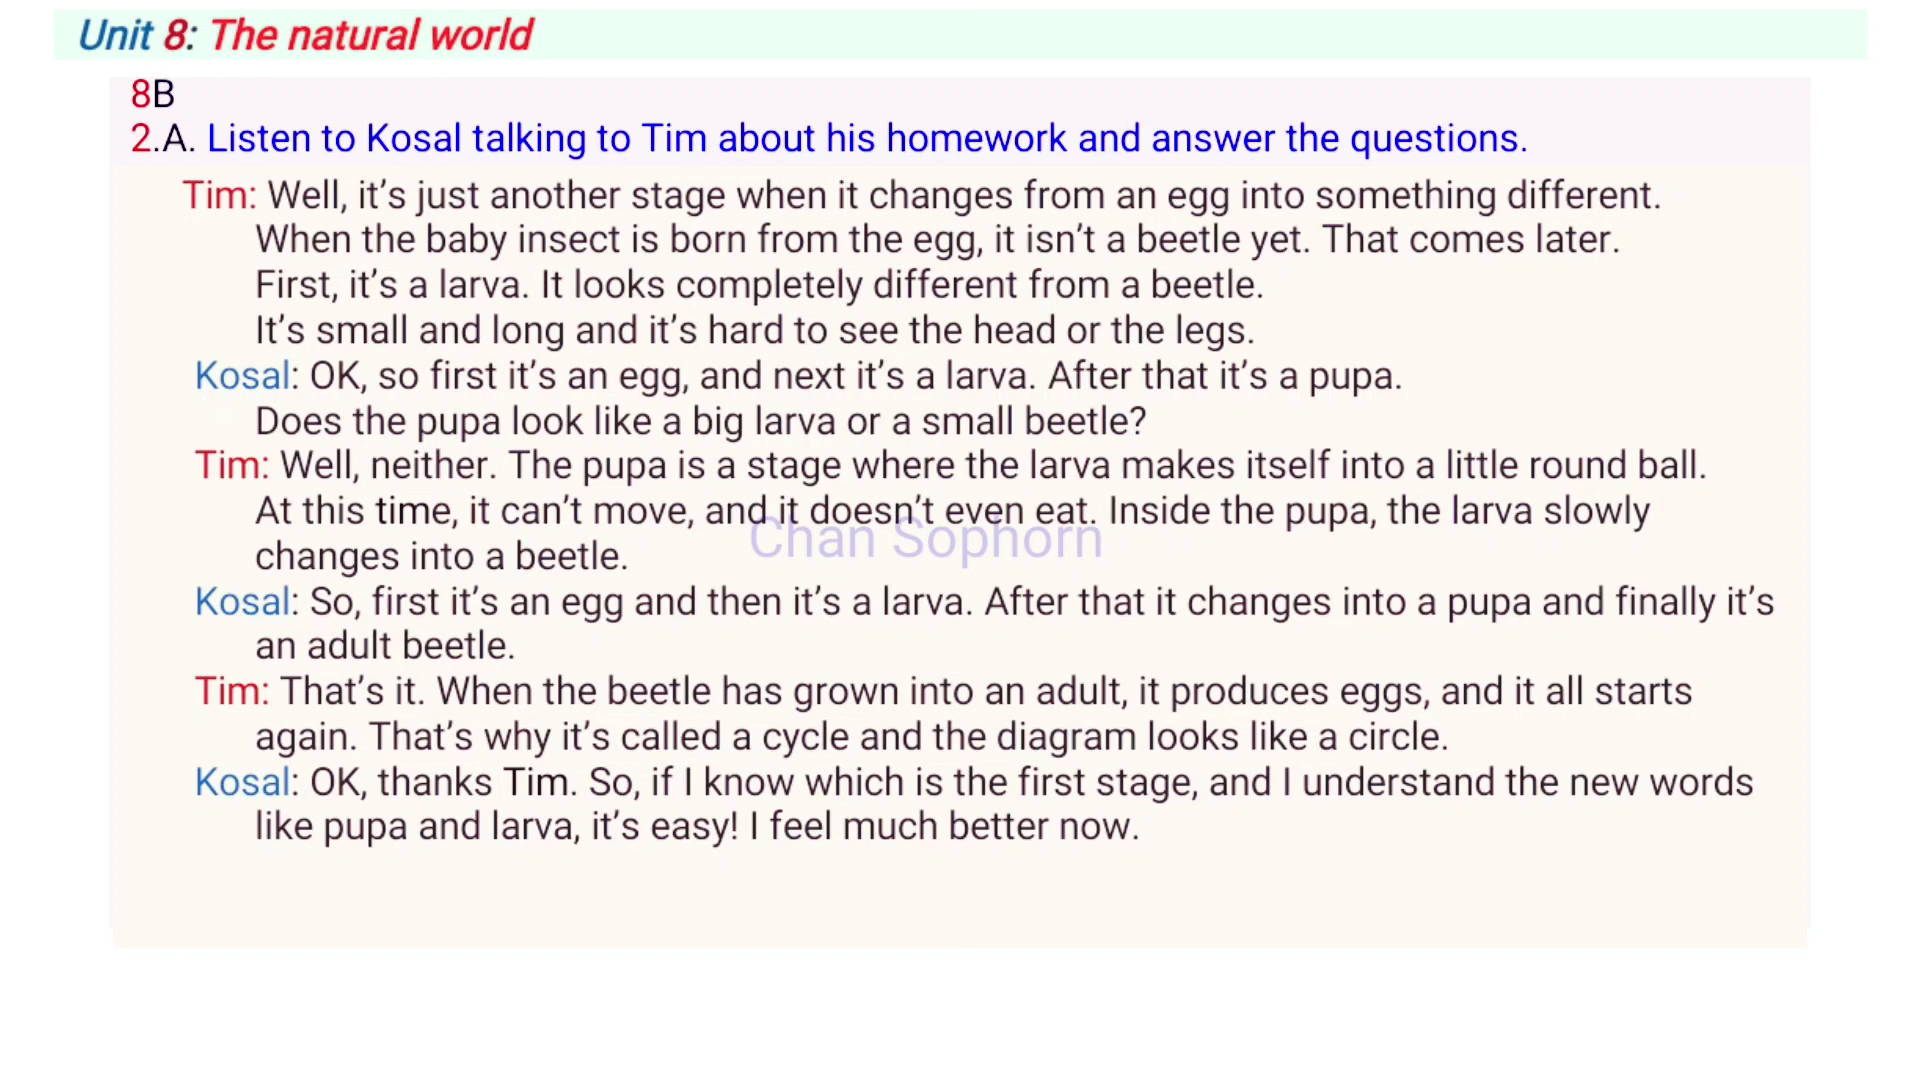 Unit 8: The natural world
8B
2.A. Listen to Kosal talking to Tim about his homework and answer the questions.
Tim: Well, it’s just another stage when it changes from an egg into something different.
When the baby insect is born from the egg, it isn’t a beetle yet. That comes later.
First, it’s a larva. It looks completely different from a beetle.
It’s small and long and it’s hard to see the head or the legs.
Kosal: OK, so first it’s an egg, and next it’s a larva. After that it’s a pupa.
Does the pupa look like a big larva or a small beetle?
Tim: Well, neither. The pupa is a stage where the larva makes itself into a little round ball.
At this time, it can’t move, and it doesn’t even eat. Inside the pupa, the larva slowly
Chan Sophorn
changes into a beetle.
Kosal: So, first it’s an egg and then it’s a larva. After that it changes into a pupa and finally it’s
an adult beetle.
Tim: That’s it. When the beetle has grown into an adult, it produces eggs, and it all starts
again. That’s why it’s called a cycle and the diagram looks like a circle.
Kosal: OK, thanks Tim. So, if I know which is the first stage, and I understand the new words
like pupa and larva, it’s easy! I feel much better now.